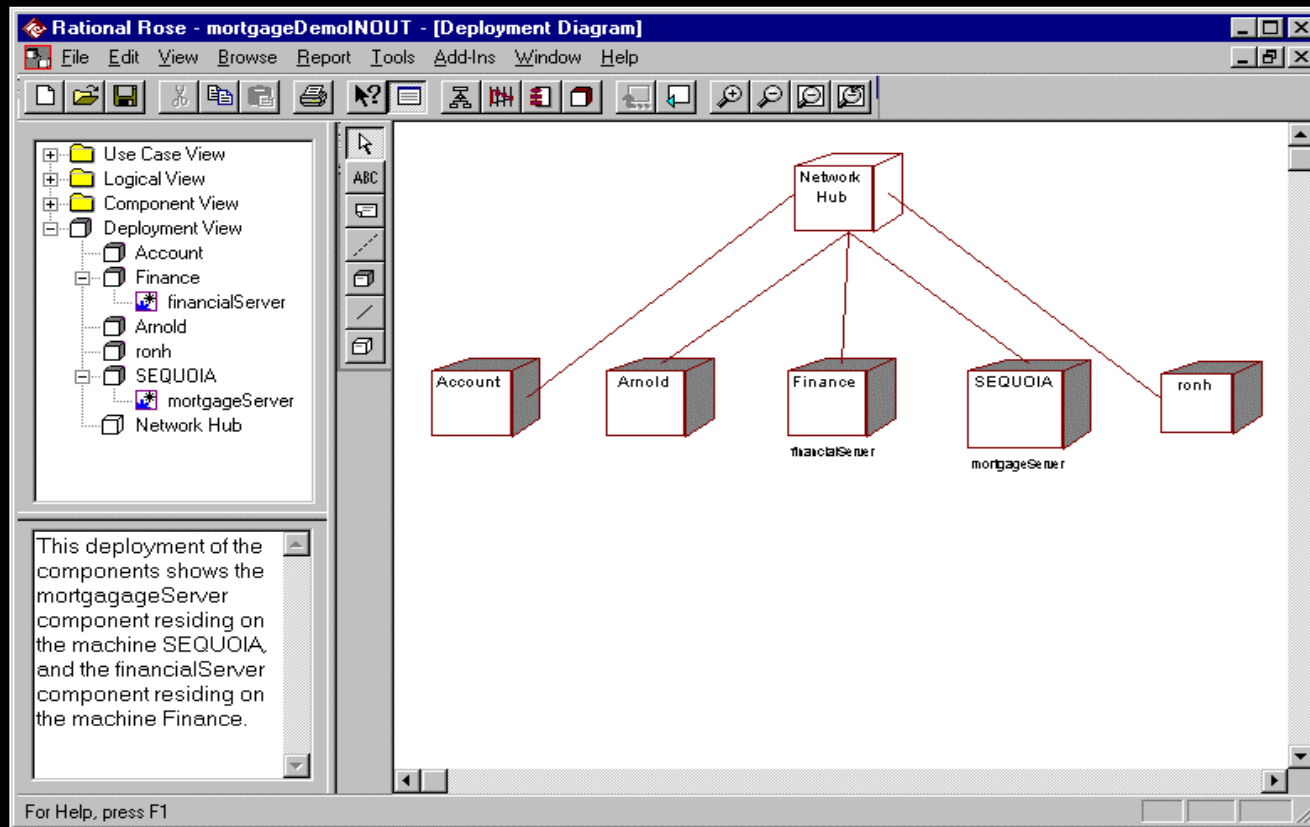 Rational Rose - mortgageDemoINOUT - [Deployment Diagram]
File Edit View Browse Report Tools Add-Ins Window Help
ABC
Use Case View
Logical View
Component View
Deployment View
Account
Finance
financialServer
Arnold
ronh
SEQUOIA
mortgageServer
Network Hub
This deployment of the
components shows the
mortgagageServer
component residing on
the machine SEQUOIA,
and the financialServer
component residing on
the machine Finance.
Network
Hub
Account
Arnold
Finance
SEQUOIA
ronh
financialServer
mortgageServer
For Help, press F1